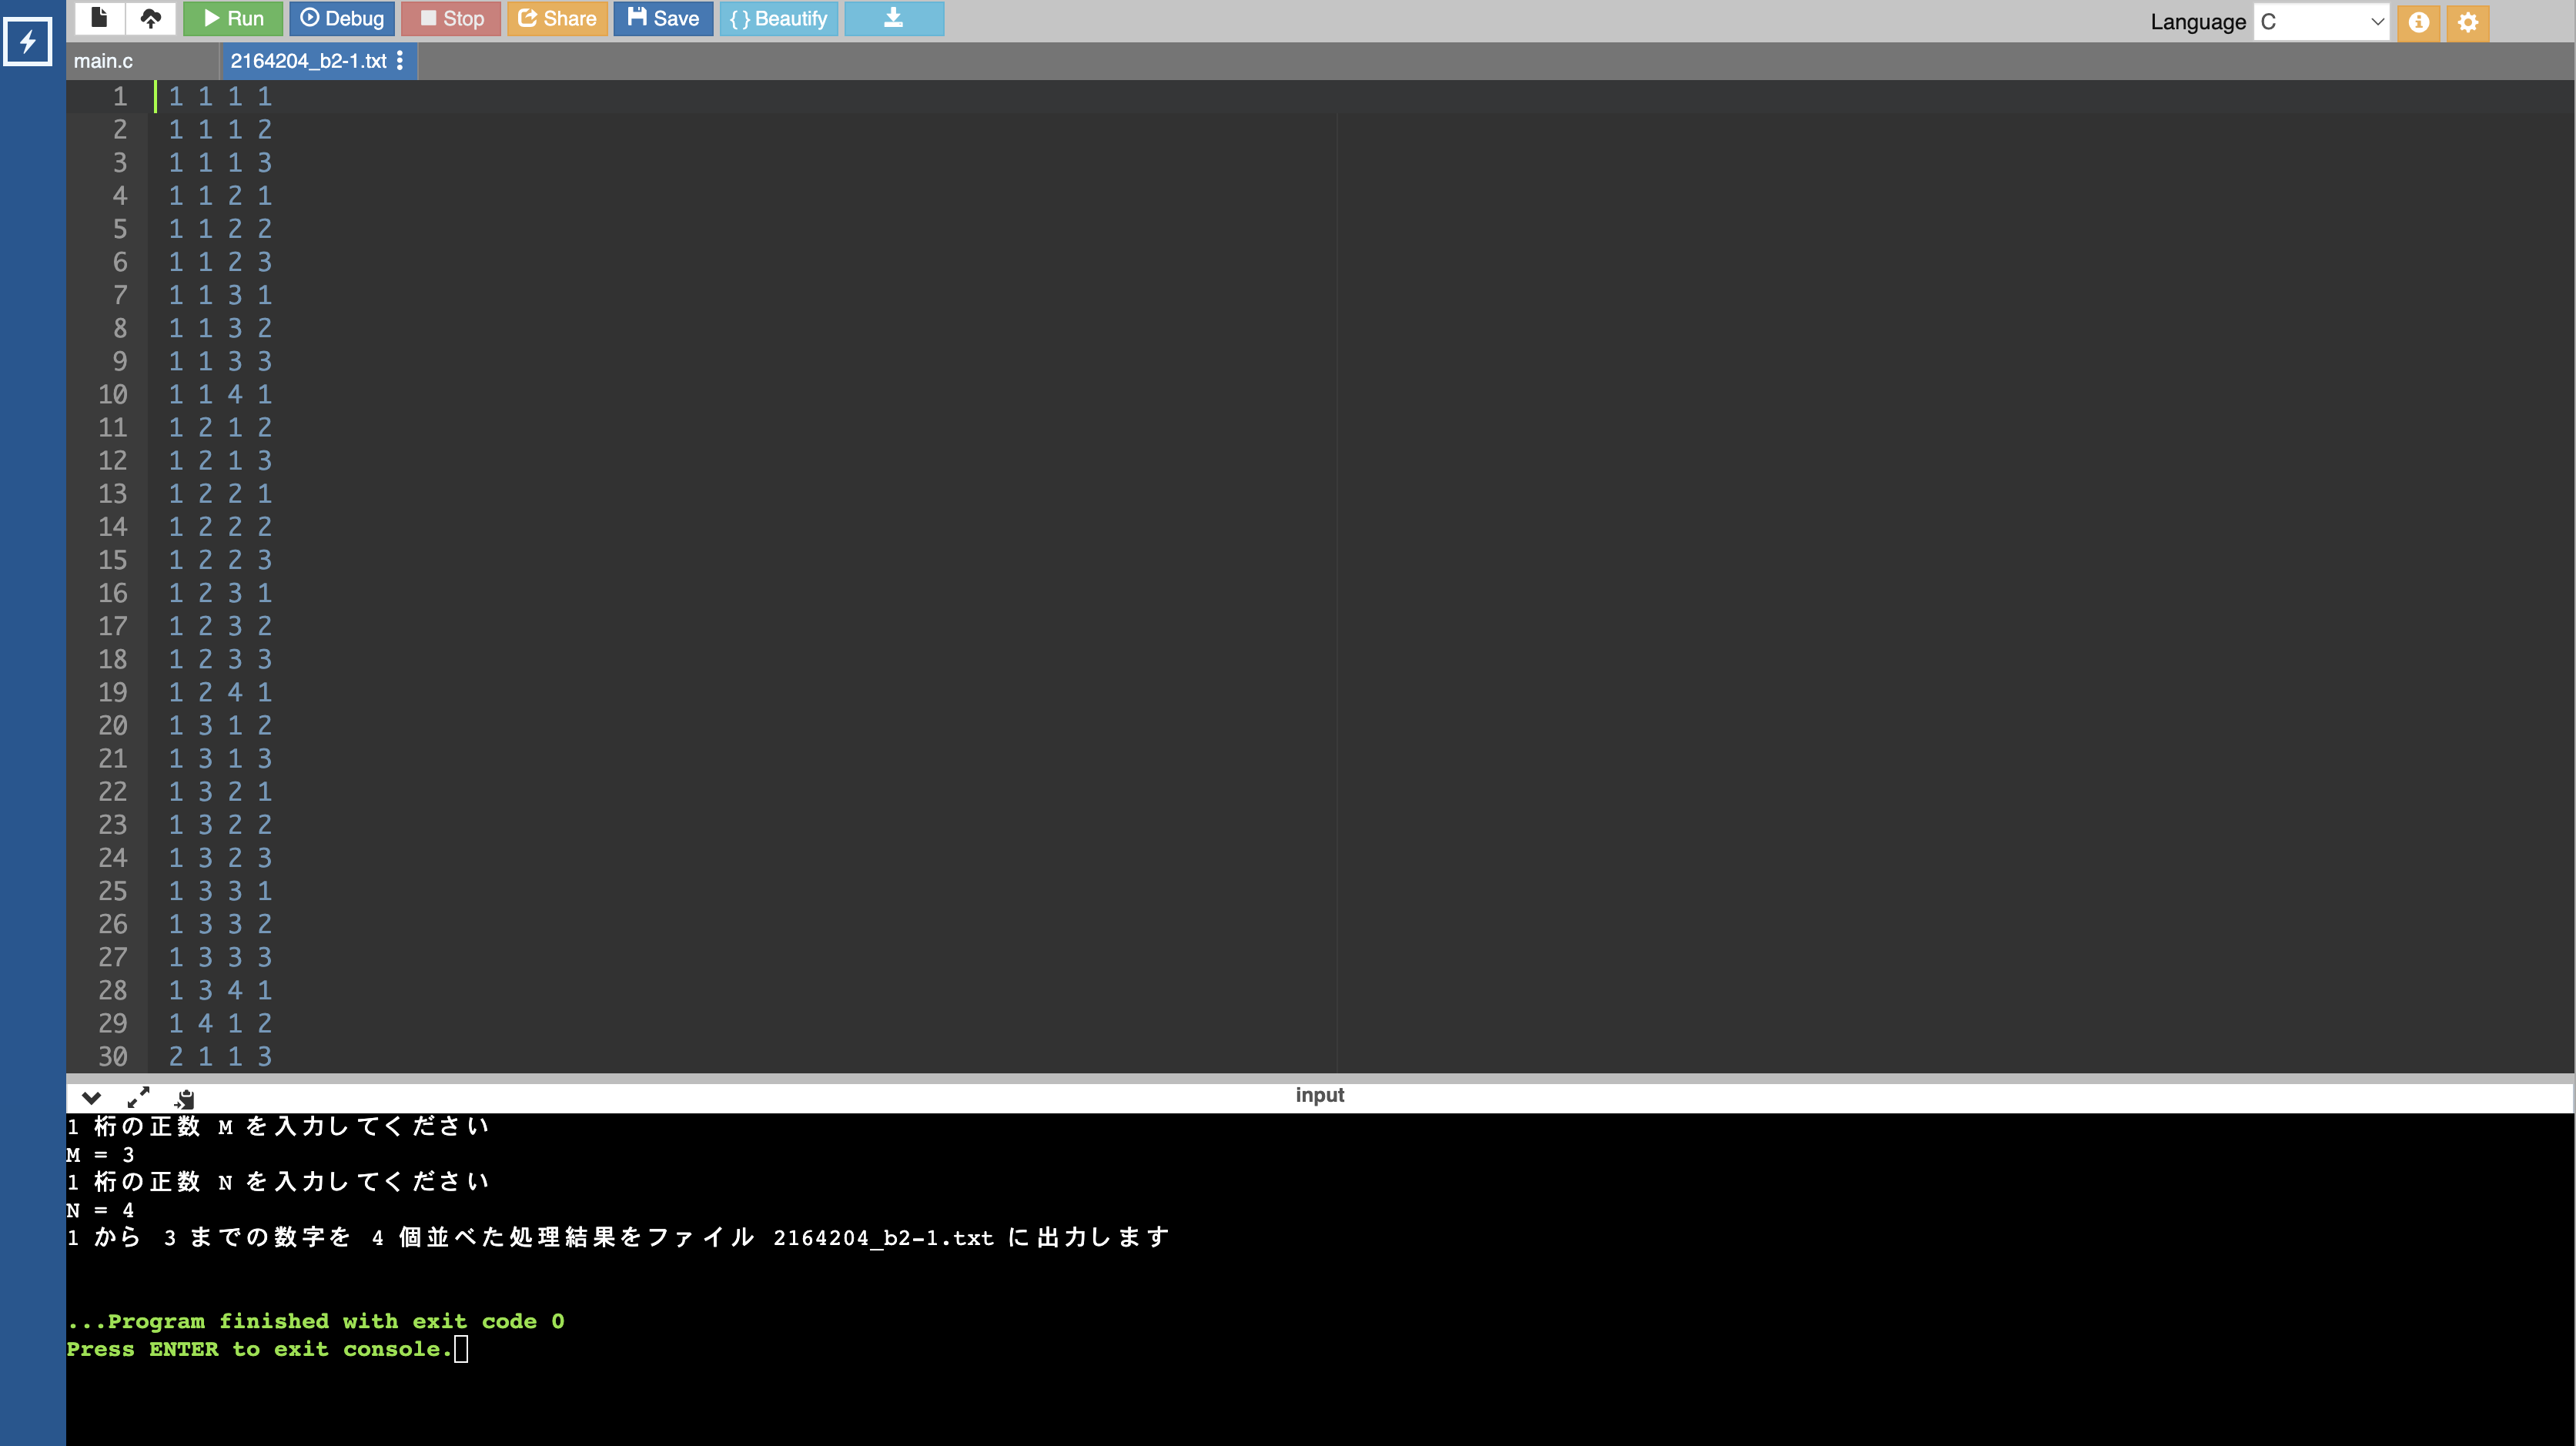 Run Debug Stop Share Save { } Beautify Language C
main.c 2164204_b2-1.txt
1 1 1 1 1
2 1 1 1 2
3 1 1 1 3
4 1 1 2 1
5 1 1 2 2
6 1 1 2 3
7 1 1 3 1
8 1 1 3 2
9 1 1 3 3
10 1 1 4 1
11 1 2 1 2
12 1 2 1 3
13 1 2 2 1
14 1 2 2 2
15 1 2 2 3
16 1 2 3 1
17 1 2 3 2
18 1 2 3 3
19 1 2 4 1
20 1 3 1 2
21 1 3 1 3
22 1 3 2 1
23 1 3 2 2
24 1 3 2 3
25 1 3 3 1
26 1 3 3 2
27 1 3 3 3
28 1 3 4 1
29 1 4 1 2
30 2 1 1 3
input
1 桁の正数 M を入力してください
M = 3
1 桁の正数 N を入力してください
N = 4
1 から 3 までの数字を 4 個並べた処理結果をファイル 2164204_b2-1.txt に出力します
...Program finished with exit code 0
Press ENTER to exit console.